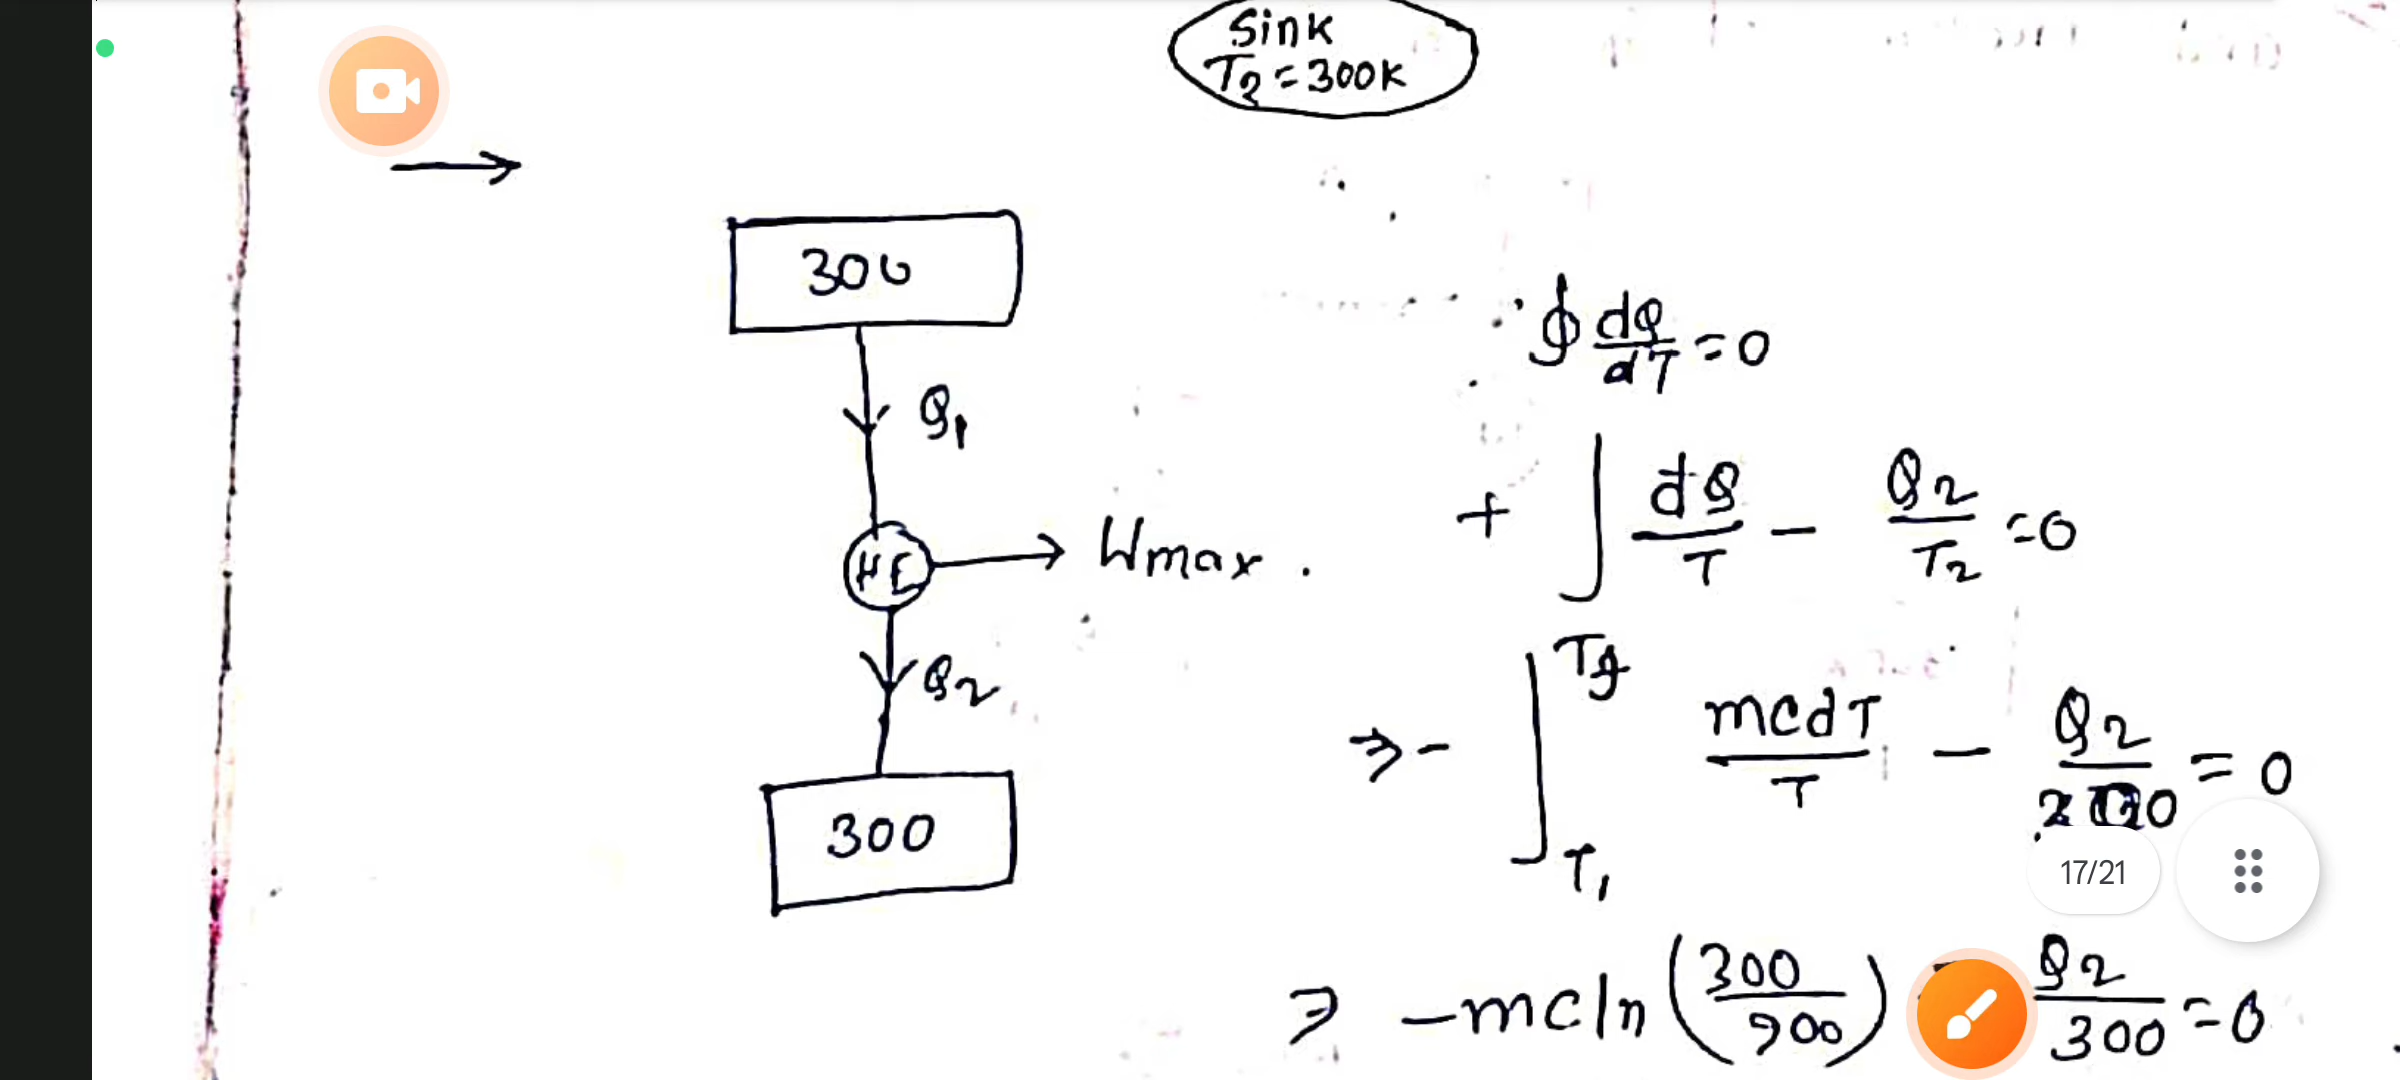 Sink
T2 = 300K
300
Q1
HE
Wmax.
Q2
300
∮ dQ/dT = 0
+ ∫ dQ/T − Q2/T2 = 0
⇒ − ∫ Tf T1 mcdT/T − Q2/ = 0
17/21
⇒ −mcln (300/900) Q2/300 = 0